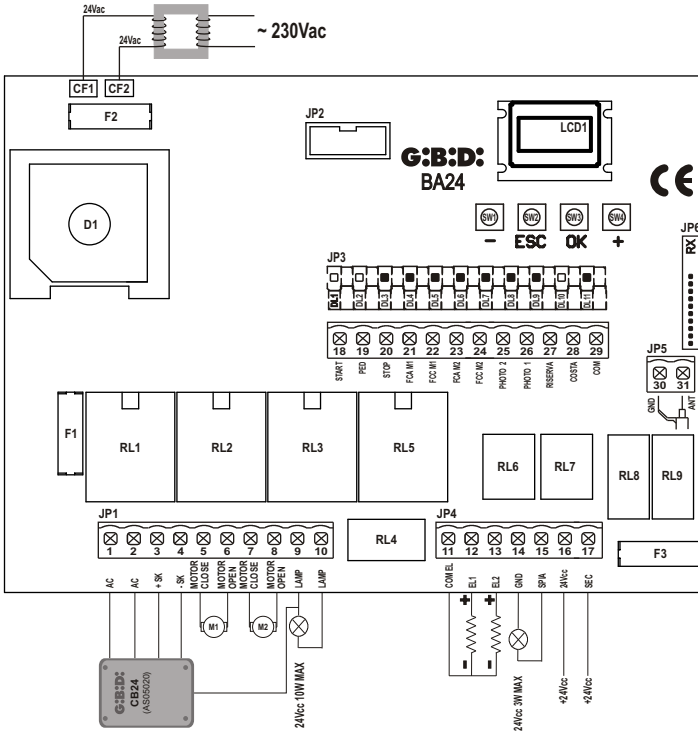 24Vac
~ 230Vac
24Vac
CF1 CF2
F2
JP2
LCD1
G:B:D:
BA24
CE
D1
SW1 SW2 SW3 SW4
- ESC OK +
JP6
RX
JP3
DL1 DL2 DL3 DL4 DL5 DL6 DL7 DL8 DL9 DL10 DL11
18 19 20 21 22 23 24 25 26 27 28 29
START
PED
STOP
FCA M1
FCC M1
FCA M2
FCC M2
PHOTO 2
PHOTO 1
RISERVA
COSTA
COM
JP5
30 31
GND
ANT
F1
RL1 RL2 RL3 RL5
RL6 RL7 RL8 RL9
JP1
RL4
JP4
F3
1 2 3 4 5 6 7 8 9 10
11 12 13 14 15 16 17
AC
AC
+ SK
- SK
MOTOR CLOSE
MOTOR OPEN
MOTOR CLOSE
MOTOR OPEN
LAMP
LAMP
COM EL
EL1
EL2
GND
SPIA
24Vcc
SEC
M1 M2
+ +
- -
G:B:D:
CB24
(AS05020)
24Vcc 10W MAX
24Vcc 3W MAX
+24Vcc
+24Vcc